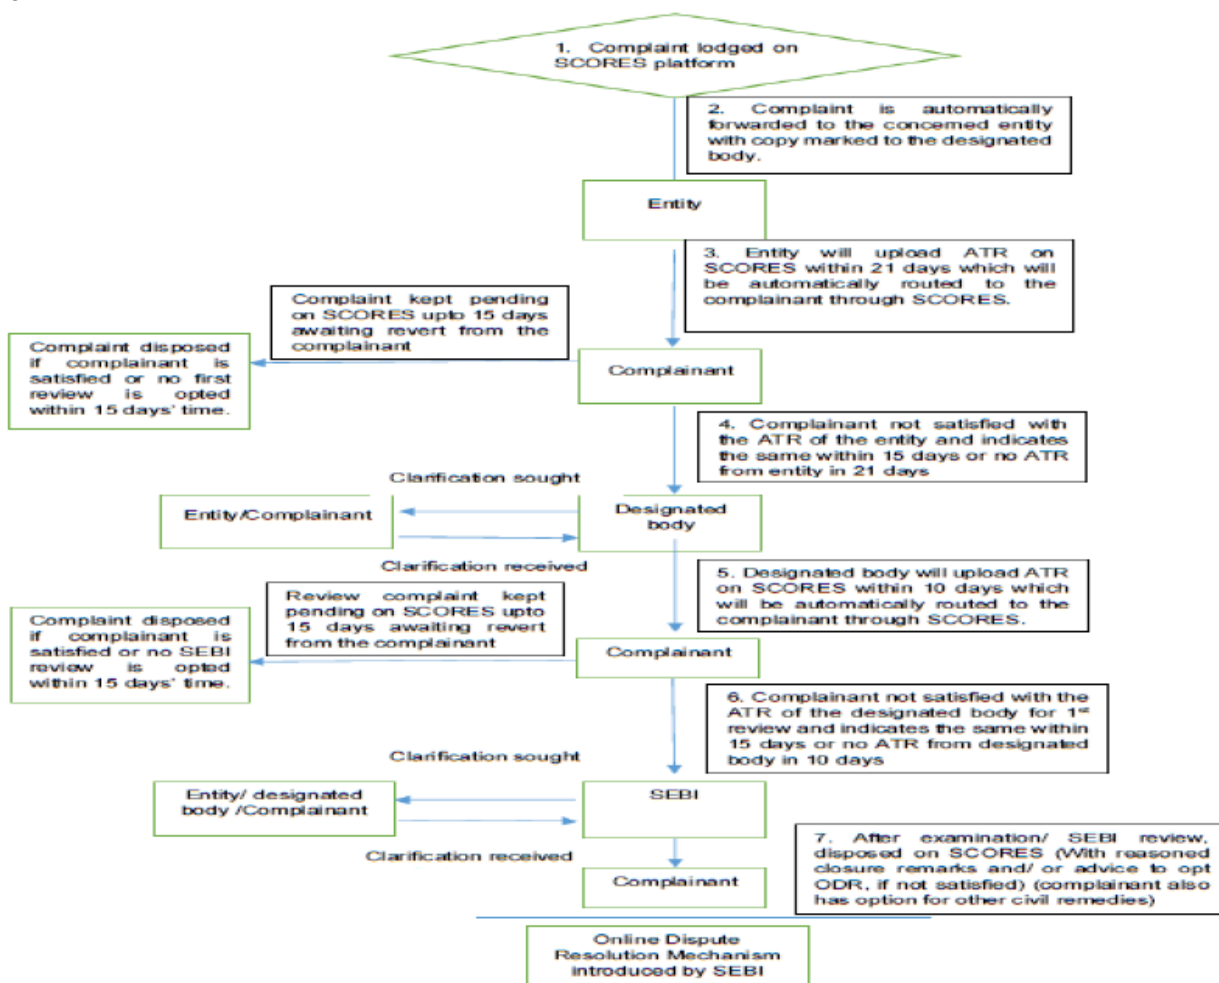 1. Complaint lodged on
SCORES platform
2. Complaint is automatically
forwarded to the concerned entity
with copy marked to the designated
body.
Entity
3. Entity will upload ATR on
SCORES within 21 days which will
be automatically routed to the
complainant through SCORES.
Complaint kept pending
on SCORES upto 15 days
awaiting revert from the
complainant
Complaint disposed
if complainant is
satisfied or no first
review is opted
within 15 days' time.
Complainant
4. Complainant not satisfied with
the ATR of the entity and indicates
the same within 15 days or no ATR
from entity in 21 days
Clarification sought
Entity/Complainant
Designated
body
Clarification received
5. Designated body will upload ATR
on SCORES within 10 days which
will be automatically routed to the
complainant through SCORES.
Review complaint kept
pending on SCORES upto
15 days awaiting revert
from the complainant
Complaint disposed
if complainant is
satisfied or no SEBI
review is opted
within 15 days' time.
Complainant
6. Complainant not satisfied with the
ATR of the designated body for 1st
review and indicates the same within
15 days or no ATR from designated
body in 10 days
Clarification sought
Entity/ designated
body /Complainant
SEBI
Clarification received
7. After examination/ SEBI review,
disposed on SCORES (With reasoned
closure remarks and/ or advice to opt
ODR, if not satisfied) (complainant also
has option for other civil remedies)
Complainant
Online Dispute
Resolution Mechanism
introduced by SEBI